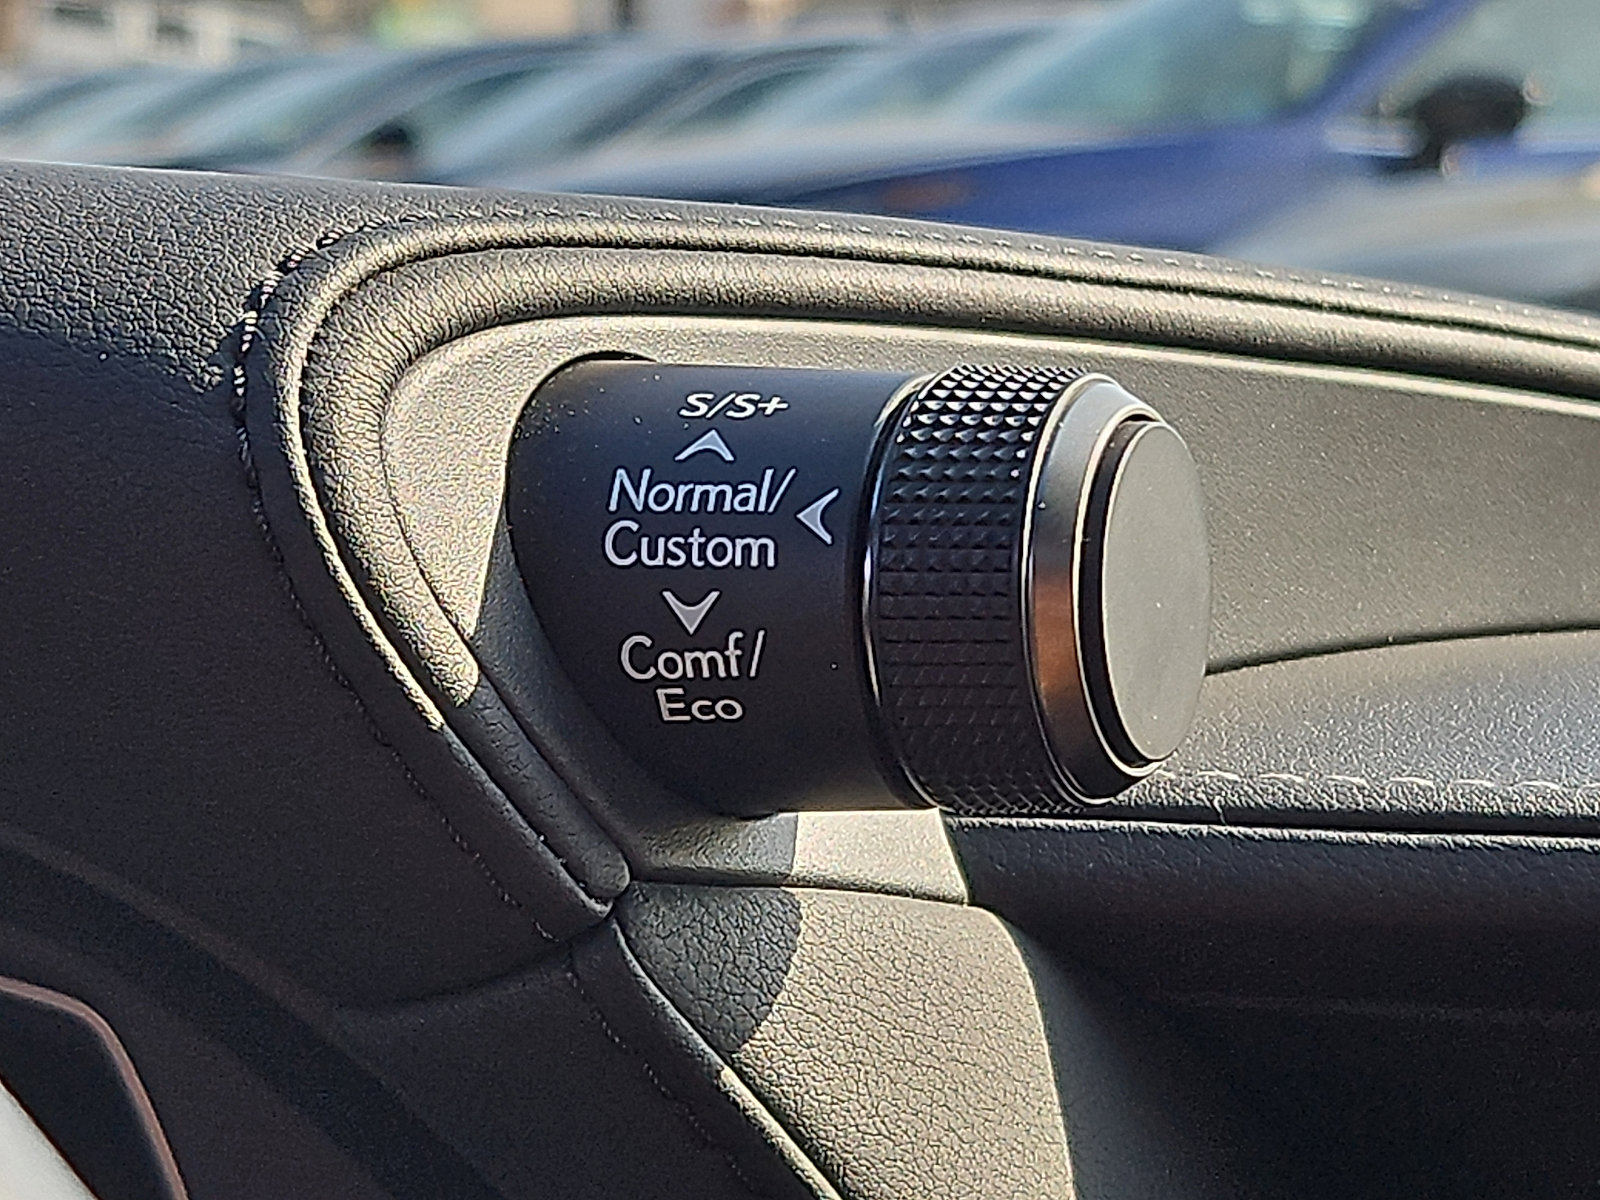 S/S+
Normal/
Custom
Comf/
Eco